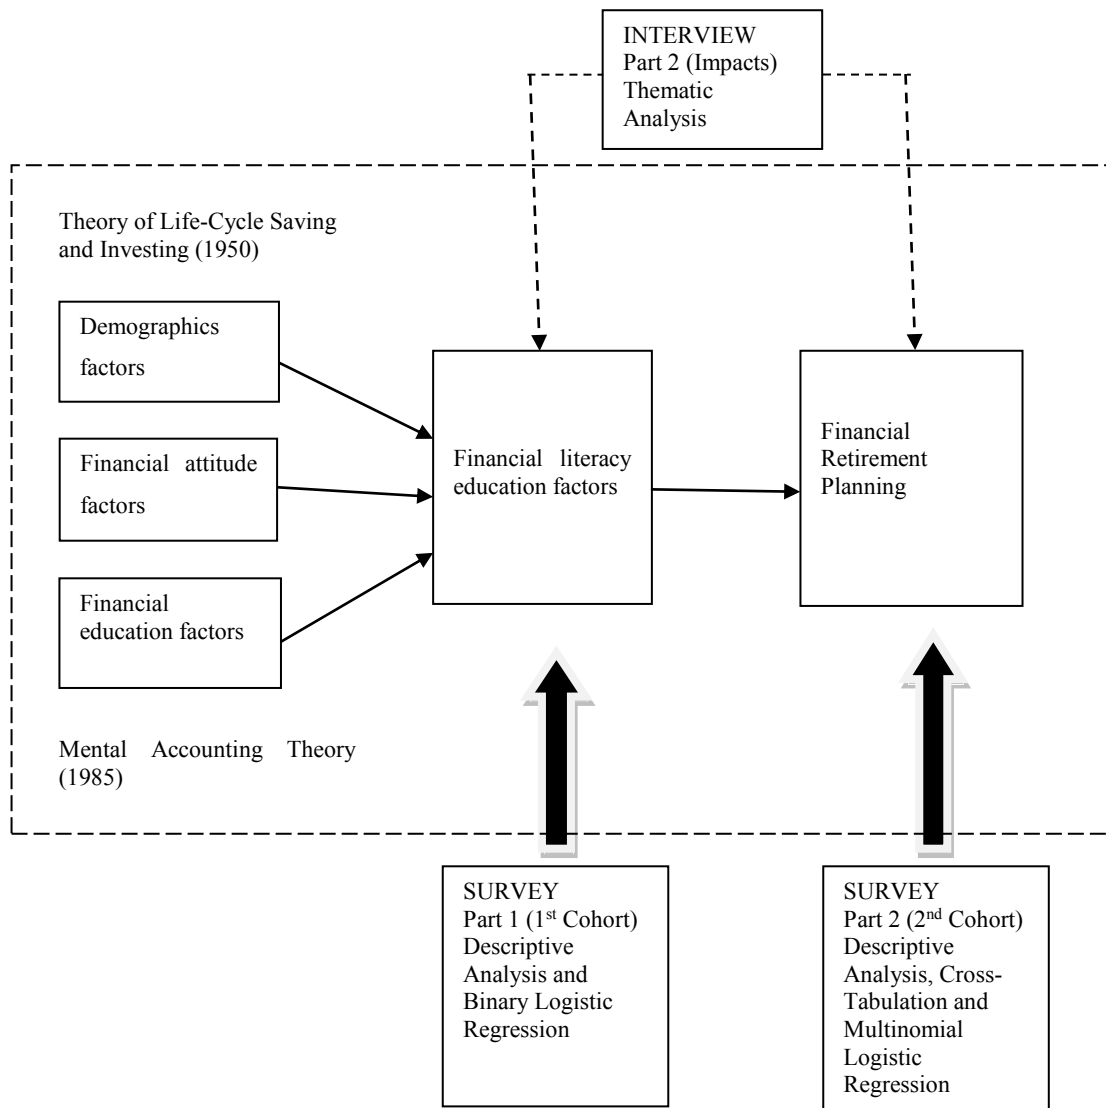 INTERVIEW
Part 2 (Impacts)
Thematic
Analysis
Theory of Life-Cycle Saving
and Investing (1950)
Demographics
factors
Financial attitude
factors
Financial
education factors
Mental Accounting Theory
(1985)
Financial literacy
education factors
Financial
Retirement
Planning
SURVEY
Part 1 (1st Cohort)
Descriptive
Analysis and
Binary Logistic
Regression
SURVEY
Part 2 (2nd Cohort)
Descriptive
Analysis, Cross-
Tabulation and
Multinomial
Logistic
Regression